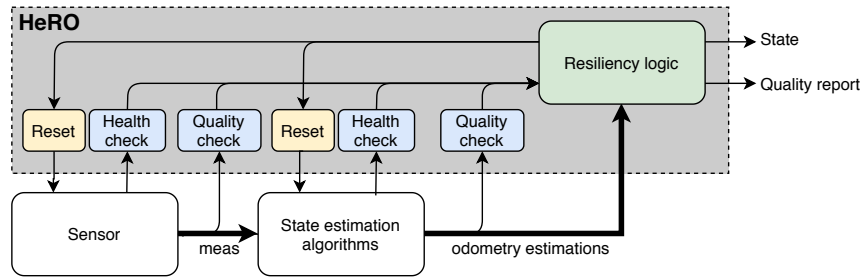 HeRO
State
Resiliency logic
Quality report
Reset
Health
check
Quality
check
Reset
Health
check
Quality
check
Sensor
meas
State estimation
algorithms
odometry estimations